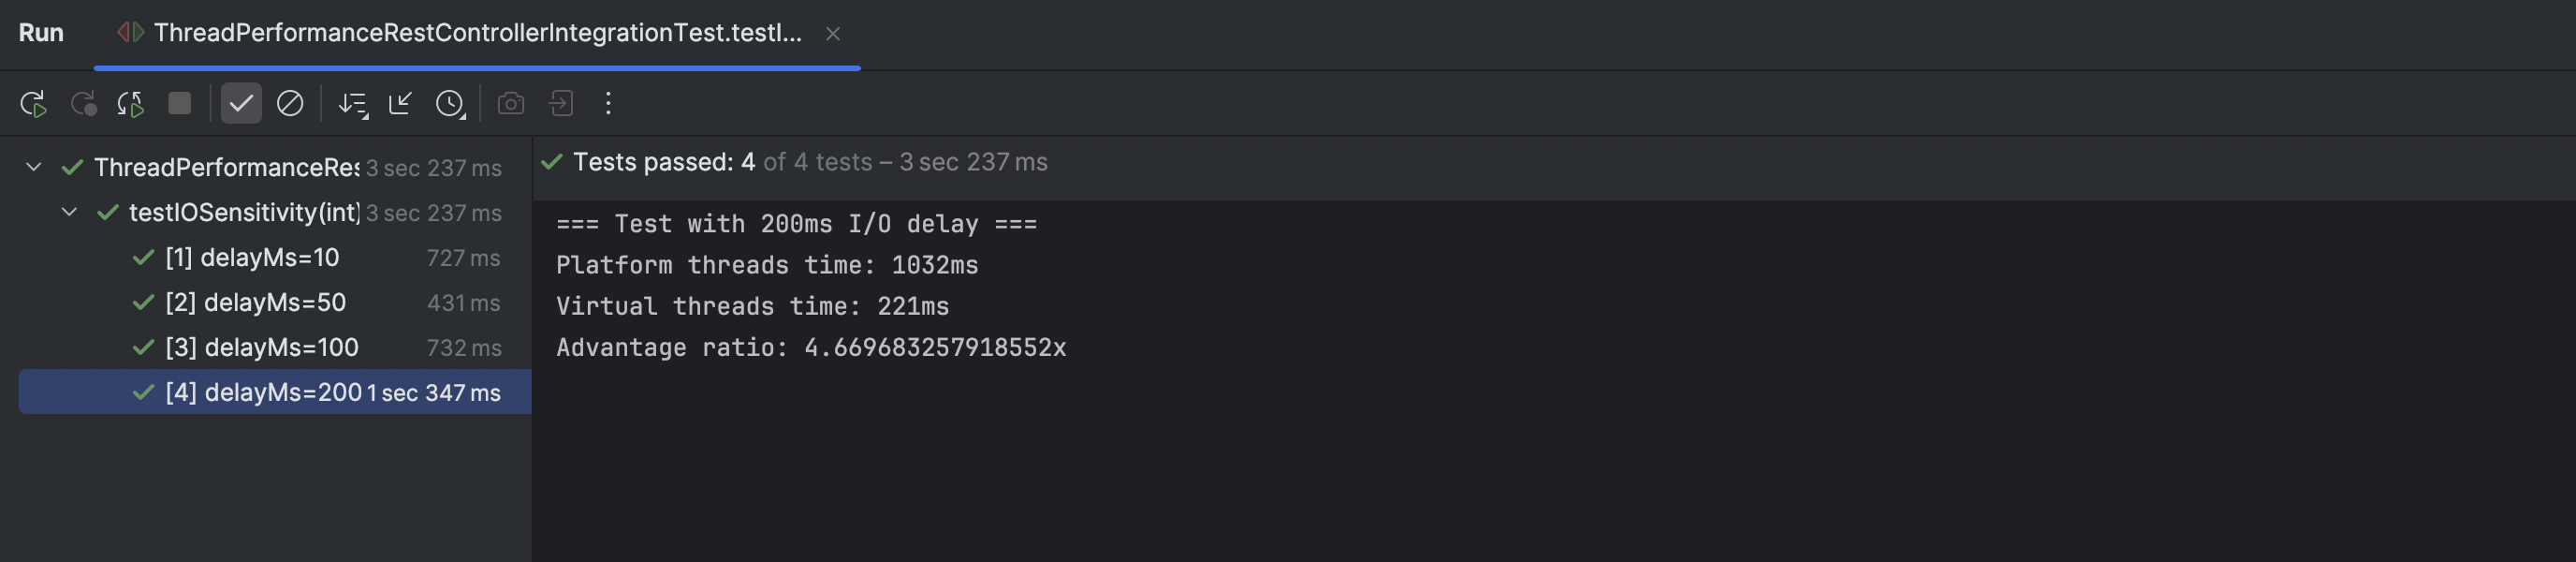 Run ThreadPerformanceRestControllerIntegrationTest.testI...
ThreadPerformanceRes 3 sec 237 ms
testIOSensitivity(int) 3 sec 237 ms
[1] delayMs=10 727 ms
[2] delayMs=50 431 ms
[3] delayMs=100 732 ms
[4] delayMs=200 1 sec 347 ms
Tests passed: 4 of 4 tests – 3 sec 237 ms
=== Test with 200ms I/O delay ===
Platform threads time: 1032ms
Virtual threads time: 221ms
Advantage ratio: 4.669683257918552x